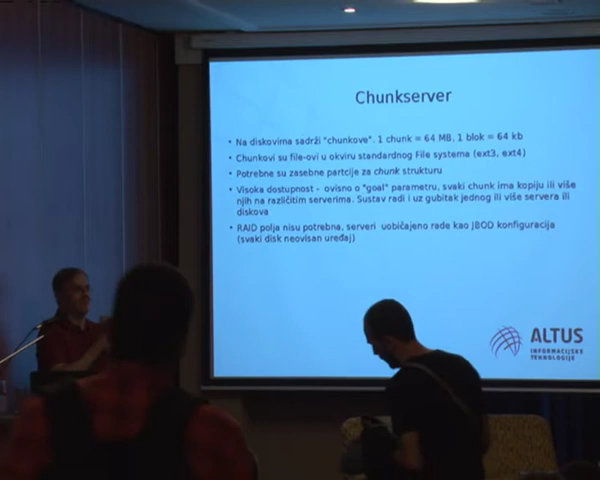 Chunkserver
• Na diskovima sadrži "chunkove". 1 chunk = 64 MB, 1 blok = 64 kb
• Chunkovi su file-ovi u okviru standardnog File systema (ext3, ext4)
• Potrebne su zasebne partcije za chunk strukturu
• Visoka dostupnost - ovisno o "goal" parametru, svaki chunk ima kopiju ili više
njih na različitim serverima. Sustav radi i uz gubitak jednog ili više servera ili
diskova
• RAID polja nisu potrebna, serveri uobičajeno rade kao JBOD konfiguracija
(svaki disk neovisan uređaj)
ALTUS
INFORMACIJSKE
TEHNOLOGIJE